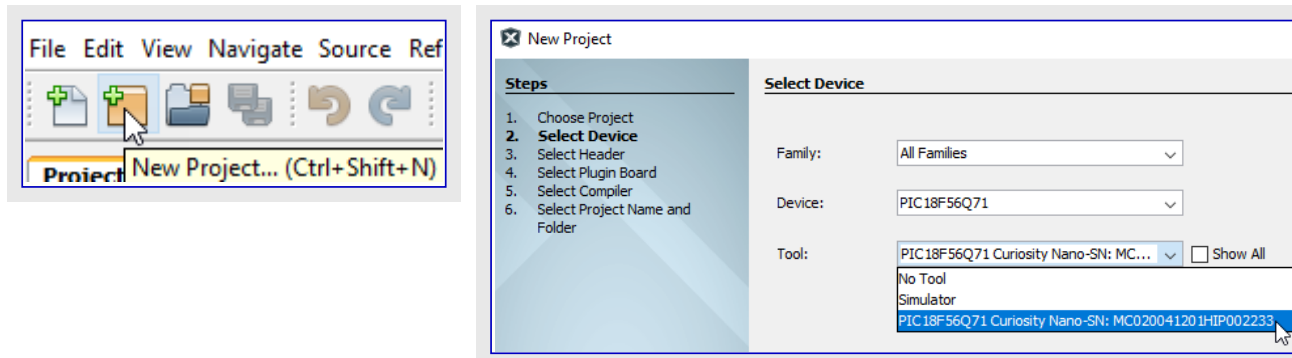 File Edit View Navigate Source Ref
Project
New Project... (Ctrl+Shift+N)
New Project
Steps
1. Choose Project
2. Select Device
3. Select Header
4. Select Plugin Board
5. Select Compiler
6. Select Project Name and
Folder
Select Device
Family: All Families
Device: PIC18F56Q71
Tool: PIC18F56Q71 Curiosity Nano-SN: MC... Show All
No Tool
Simulator
PIC18F56Q71 Curiosity Nano-SN: MC020041201HIP002233